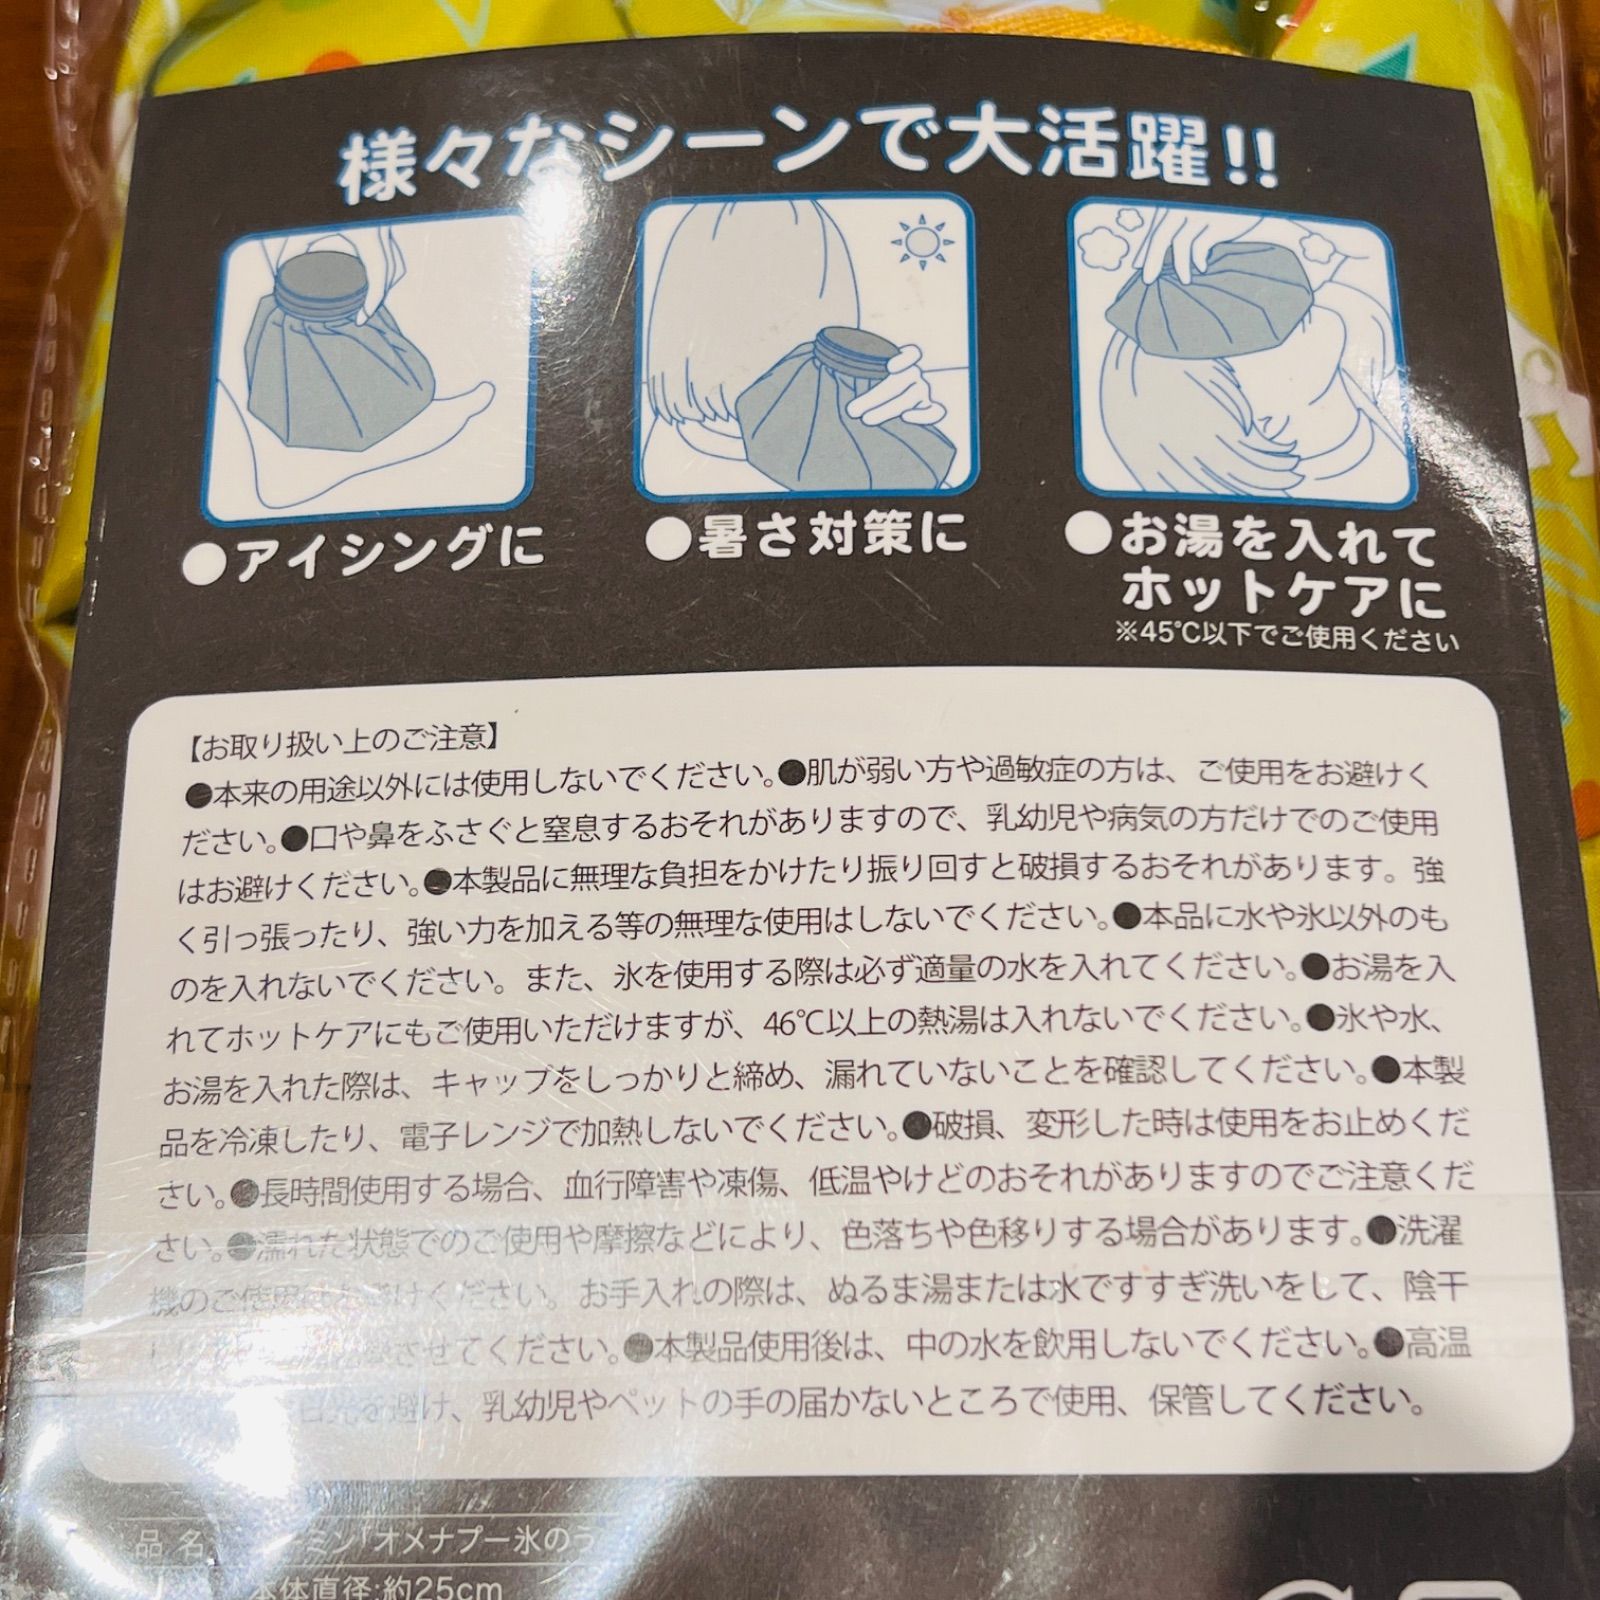 様々なシーンで大活躍!!
●アイシングに
●暑さ対策に
●お湯を入れて
ホットケアに
※45℃以下でご使用ください
【お取り扱い上のご注意】
●本来の用途以外には使用しないでください。●肌が弱い方や過敏症の方は、ご使用をお避けく
ださい。●口や鼻をふさぐと窒息するおそれがありますので、乳幼児や病気の方だけでのご使用
はお避けください。●本製品に無理な負担をかけたり振り回すと破損するおそれがあります。強
く引っ張ったり、強い力を加える等の無理な使用はしないでください。●本品に水や氷以外のも
のを入れないでください。また、氷を使用する際は必ず適量の水を入れてください。●お湯を入
れてホットケアにもご使用いただけますが、46℃以上の熱湯は入れないでください。●氷や水、
お湯を入れた際は、キャップをしっかりと締め、漏れていないことを確認してください。●本製
品を冷凍したり、電子レンジで加熱しないでください。●破損、変形した時は使用をお止めくだ
さい。●長時間使用する場合、血行障害や凍傷、低温やけどのおそれがありますのでご注意くだ
さい。●濡れた状態でのご使用や摩擦などにより、色落ちや色移りする場合があります。●洗濯
機のご使用はお避けください。お手入れの際は、ぬるま湯または水ですすぎ洗いをして、陰干
させてください。●本製品使用後は、中の水を飲用しないでください。●高温
日光を避け、乳幼児やペットの手の届かないところで使用、保管してください。
品 名 ミン「オメナプー氷のう
本体直径:約25cm